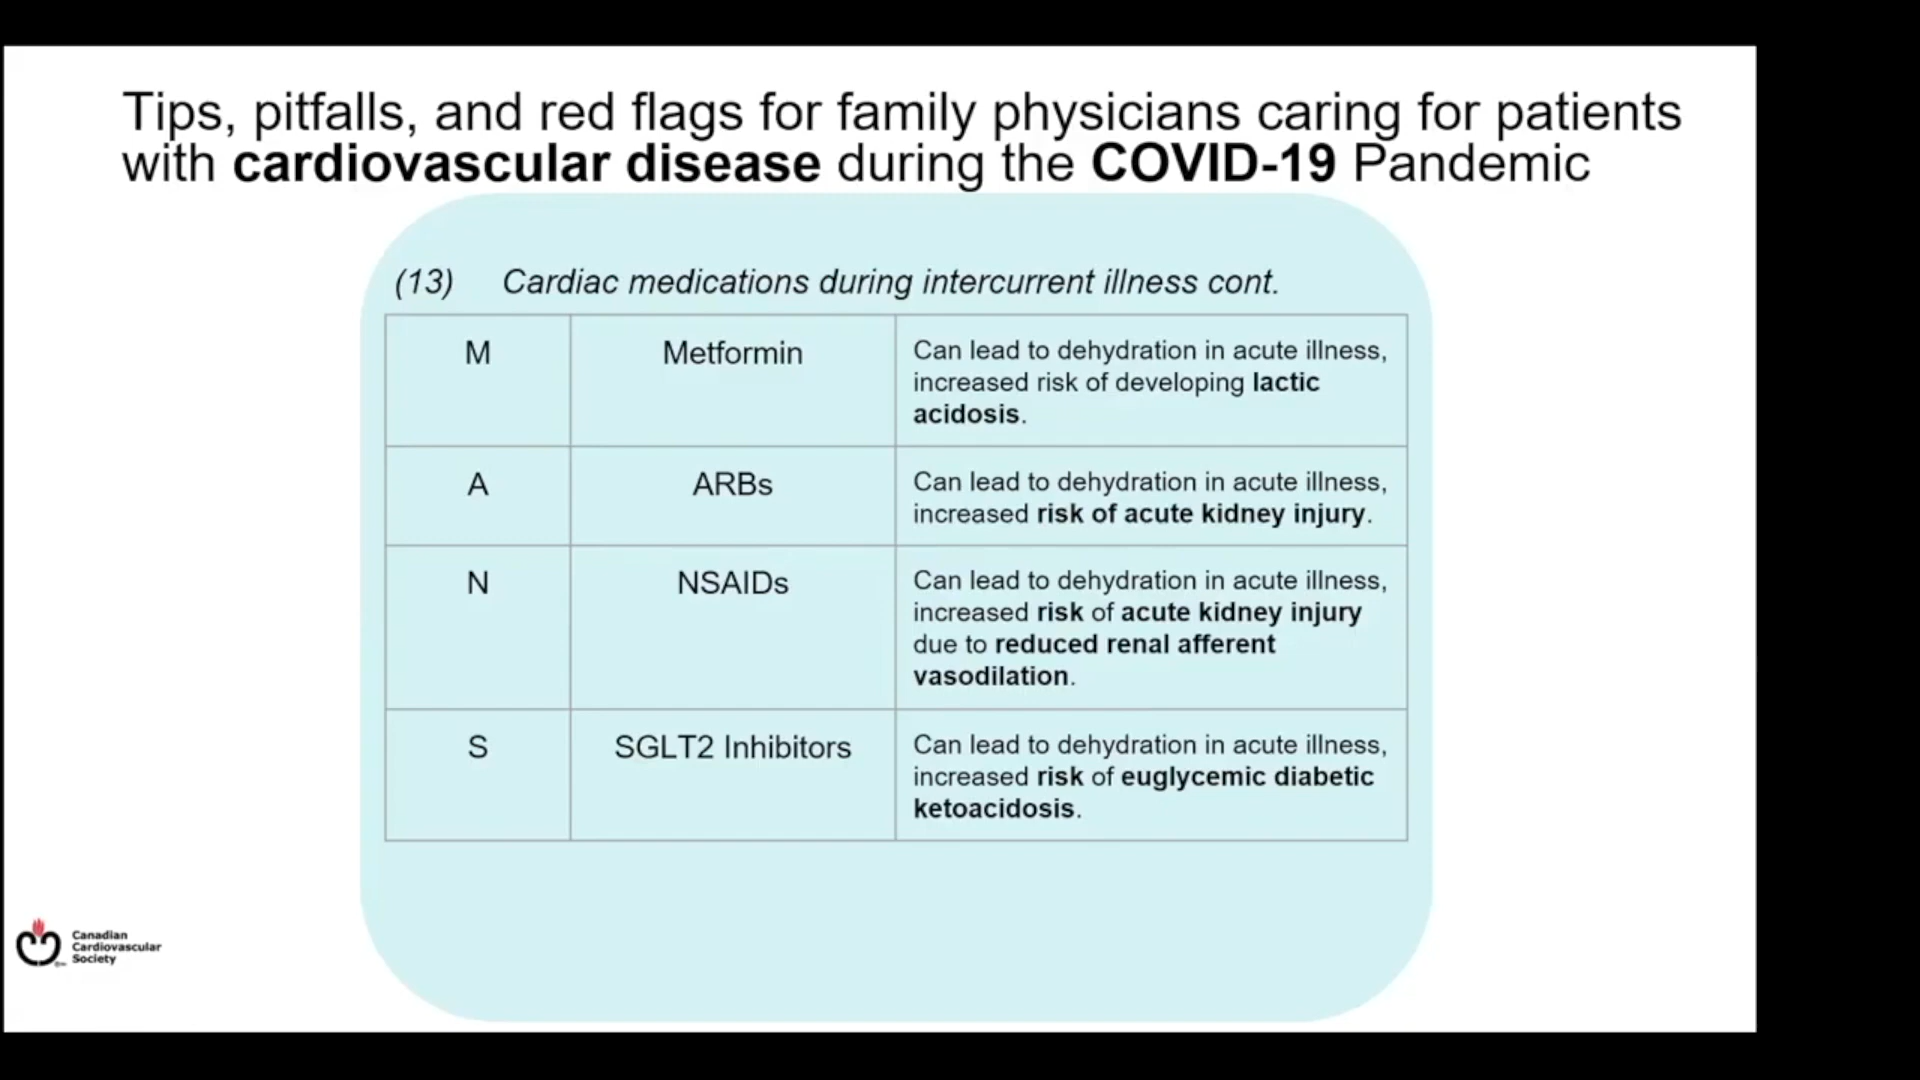 Tips, pitfalls, and red flags for family physicians caring for patients
with cardiovascular disease during the COVID-19 Pandemic
(13) Cardiac medications during intercurrent illness cont.
M
Metformin
Can lead to dehydration in acute illness,
increased risk of developing lactic
acidosis.
A
ARBs
Can lead to dehydration in acute illness,
increased risk of acute kidney injury.
N
NSAIDs
Can lead to dehydration in acute illness,
increased risk of acute kidney injury
due to reduced renal afferent
vasodilation.
S
SGLT2 Inhibitors
Can lead to dehydration in acute illness,
increased risk of euglycemic diabetic
ketoacidosis.
Canadian
Cardiovascular
Society